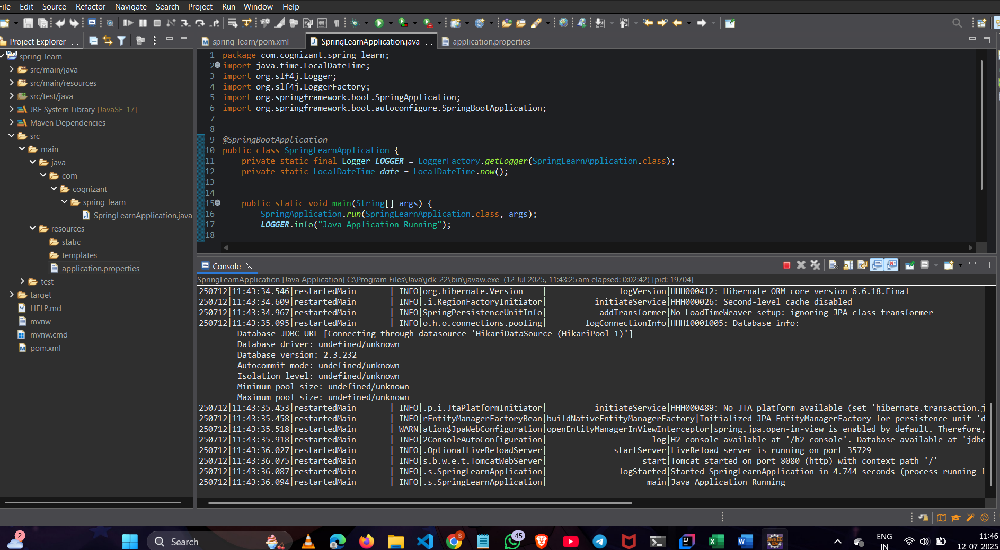 File Edit Source Refactor Navigate Search Project Run Window Help
Project Explorer
spring-learn
src/main/java
src/main/resources
src/test/java
JRE System Library [JavaSE-17]
Maven Dependencies
src
main
java
com
cognizant
spring_learn
SpringLearnApplication.java
resources
static
templates
application.properties
test
target
HELP.md
mvnw
mvnw.cmd
pom.xml
spring-learn/pom.xml SpringLearnApplication.java application.properties
1 package com.cognizant.spring_learn;
2 import java.time.LocalDateTime;
3 import org.slf4j.Logger;
4 import org.slf4j.LoggerFactory;
5 import org.springframework.boot.SpringApplication;
6 import org.springframework.boot.autoconfigure.SpringBootApplication;
7
8
9 @SpringBootApplication
10 public class SpringLearnApplication {
11 private static final Logger LOGGER = LoggerFactory.getLogger(SpringLearnApplication.class);
12 private static LocalDateTime date = LocalDateTime.now();
13
14
15 public static void main(String[] args) {
16 SpringApplication.run(SpringLearnApplication.class, args);
17 LOGGER.info("Java Application Running");
18
Console
SpringLearnApplication [Java Application] C:\Program Files\Java\jdk-22\bin\javaw.exe (12 Jul 2025, 11:43:25 am elapsed: 0:02:42) [pid: 19704]
250712|11:43:34.546|restartedMain | INFO|org.hibernate.Version | logVersion|HHH000412: Hibernate ORM core version 6.6.18.Final
250712|11:43:34.609|restartedMain | INFO|.i.RegionFactoryInitiator| initiateService|HHH000026: Second-level cache disabled
250712|11:43:34.967|restartedMain | INFO|SpringPersistenceUnitInfo| addTransformer|No LoadTimeWeaver setup: ignoring JPA class transformer
250712|11:43:35.095|restartedMain | INFO|o.h.o.connections.pooling| logConnectionInfo|HHH10001005: Database info:
Database JDBC URL [Connecting through datasource 'HikariDataSource (HikariPool-1)']
Database driver: undefined/unknown
Database version: 2.3.232
Autocommit mode: undefined/unknown
Isolation level: undefined/unknown
Minimum pool size: undefined/unknown
Maximum pool size: undefined/unknown
250712|11:43:35.453|restartedMain | INFO|.p.i.JtaPlatformInitiator| initiateService|HHH000489: No JTA platform available (set 'hibernate.transaction.j
250712|11:43:35.458|restartedMain | INFO|rEntityManagerFactoryBean|buildNativeEntityManagerFactory|Initialized JPA EntityManagerFactory for persistence unit 'd
250712|11:43:35.518|restartedMain | WARN|ation$JpaWebConfiguration|openEntityManagerInViewInterceptor|spring.jpa.open-in-view is enabled by default. Therefore,
250712|11:43:35.918|restartedMain | INFO|2ConsoleAutoConfiguration| log|H2 console available at '/h2-console'. Database available at 'jdbc
250712|11:43:36.027|restartedMain | INFO|.OptionalLiveReloadServer| startServer|LiveReload server is running on port 35729
250712|11:43:36.075|restartedMain | INFO|s.b.w.e.t.TomcatWebServer| start|Tomcat started on port 8080 (http) with context path '/'
250712|11:43:36.087|restartedMain | INFO|.s.SpringLearnApplication| logStarted|Started SpringLearnApplication in 4.744 seconds (process running f
250712|11:43:36.094|restartedMain | INFO|.s.SpringLearnApplication| main|Java Application Running
2
Search
45
S
ENG
IN
11:46
12-07-2025